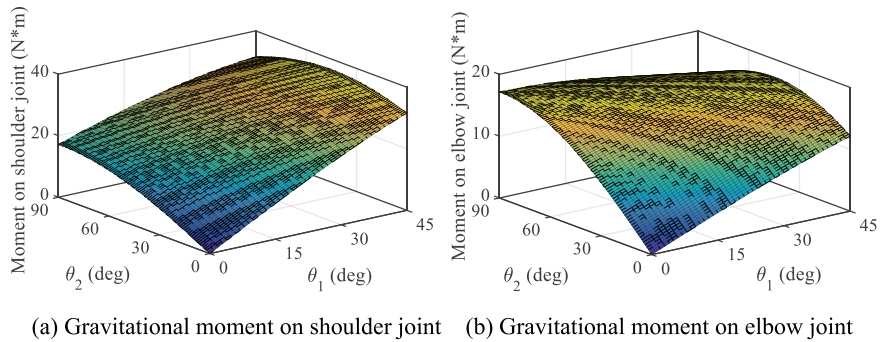 Moment on shoulder joint (N*m)
40
20
0
90
60
30
0
θ2 (deg)
0
15
30
45
θ1 (deg)
Moment on elbow joint (N*m)
20
10
0
90
60
30
0
θ2 (deg)
0
15
30
45
θ1 (deg)
(a) Gravitational moment on shoulder joint
(b) Gravitational moment on elbow joint